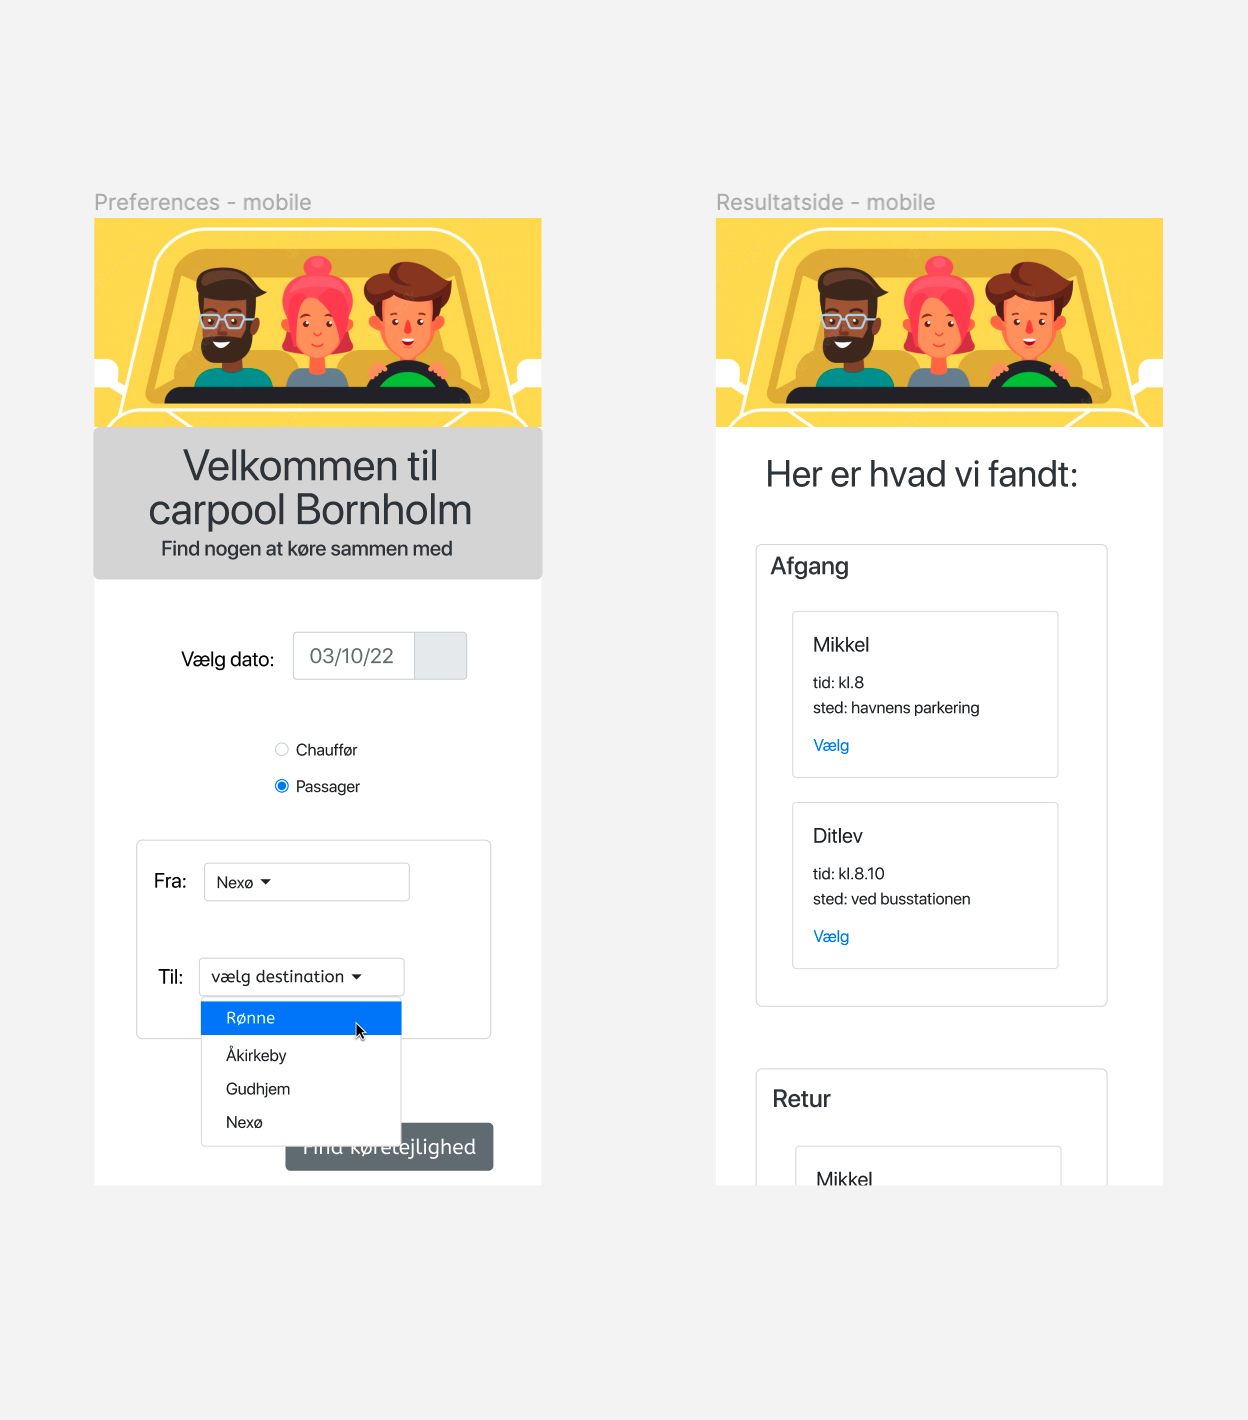 Preferences - mobile
Velkommen til
carpool Bornholm
Find nogen at køre sammen med
Vælg dato: 03/10/22
Chauffør
Passager
Fra: Nexø
Til: vælg destination
Rønne
Åkirkeby
Gudhjem
Nexø
Find kørelejlighed
Resultatside - mobile
Her er hvad vi fandt:
Afgang
Mikkel
tid: kl.8
sted: havnens parkering
Vælg
Ditlev
tid: kl.8.10
sted: ved busstationen
Vælg
Retur
Mikkel